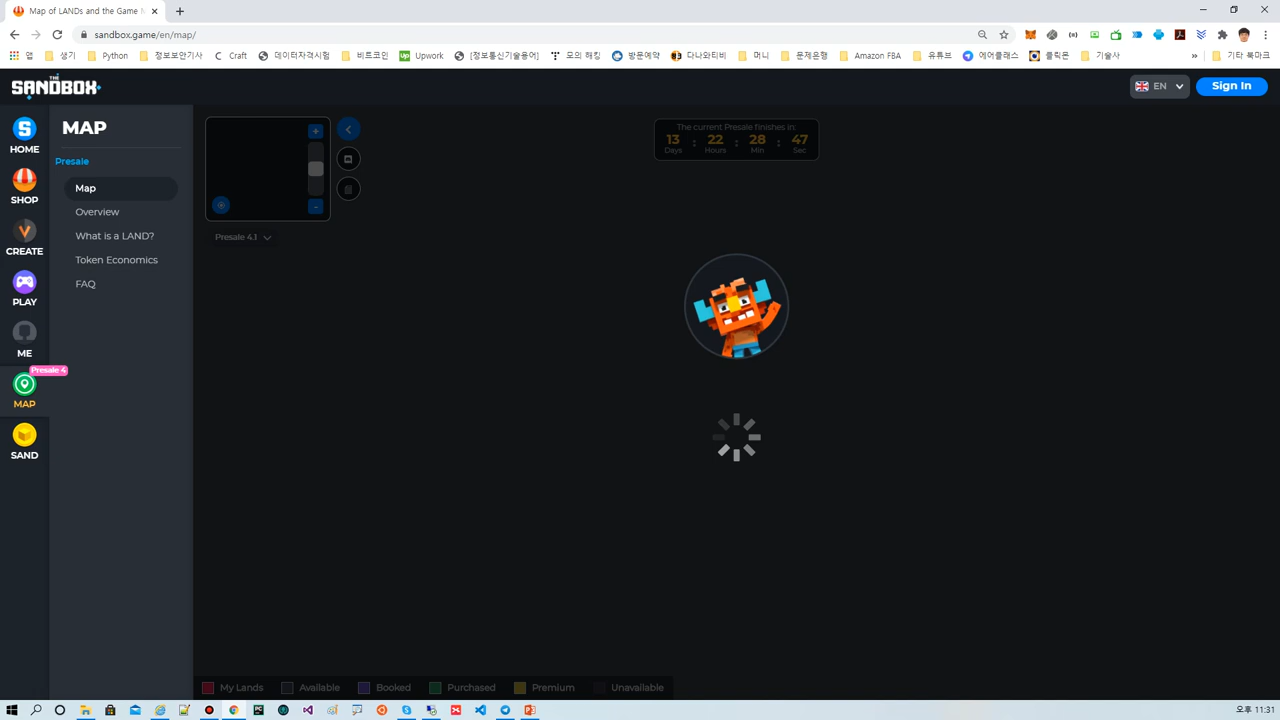 Map of LANDs and the Game
sandbox.game/en/map/
앱
생기
Python
정보보안기사
Craft
데이터자격시험
비트코인
Upwork
[정보통신기술용어]
모의 해킹
방문예약
다나와티비
머니
문제은행
Amazon FBA
유튜브
에어클래스
클릭몬
기술사
»
기타 북마크
THE SANDBOX
EN
Sign In
HOME
SHOP
CREATE
PLAY
ME
Presale 4
MAP
SAND
MAP
Presale
Map
Overview
What is a LAND?
Token Economics
FAQ
+
-
Presale 4.1
The current Presale finishes in:
13 : 22 : 28 : 47
Days Hours Min Sec
My Lands
Available
Booked
Purchased
Premium
Unavailable
오후 11:31